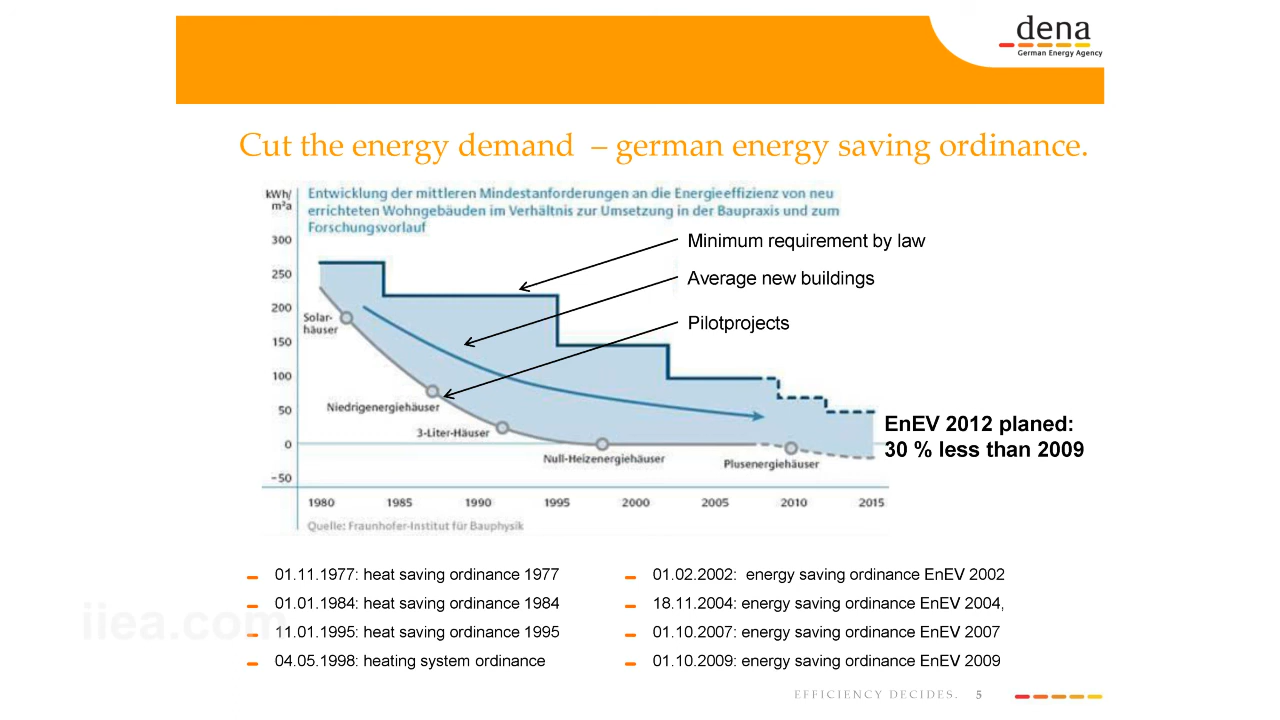 dena
German Energy Agency
Cut the energy demand – german energy saving ordinance.
kWh/
m²a
Entwicklung der mittleren Mindestanforderungen an die Energieeffizienz von neu
errichteten Wohngebäuden im Verhältnis zur Umsetzung in der Baupraxis und zum
Forschungsvorlauf
300
250
200
150
100
50
0
-50
Minimum requirement by law
Average new buildings
Pilotprojects
Solar-
häuser
Niedrigenergiehäuser
3-Liter-Häuser
Null-Heizenergiehäuser
Plusenergiehäuser
EnEV 2012 planed:
30 % less than 2009
1980 1985 1990 1995 2000 2005 2010 2015
Quelle: Fraunhofer-Institut für Bauphysik
01.11.1977: heat saving ordinance 1977
01.01.1984: heat saving ordinance 1984
11.01.1995: heat saving ordinance 1995
04.05.1998: heating system ordinance
01.02.2002: energy saving ordinance EnEV 2002
18.11.2004: energy saving ordinance EnEV 2004,
01.10.2007: energy saving ordinance EnEV 2007
01.10.2009: energy saving ordinance EnEV 2009
iiea.com
EFFICIENCY DECIDES. 5